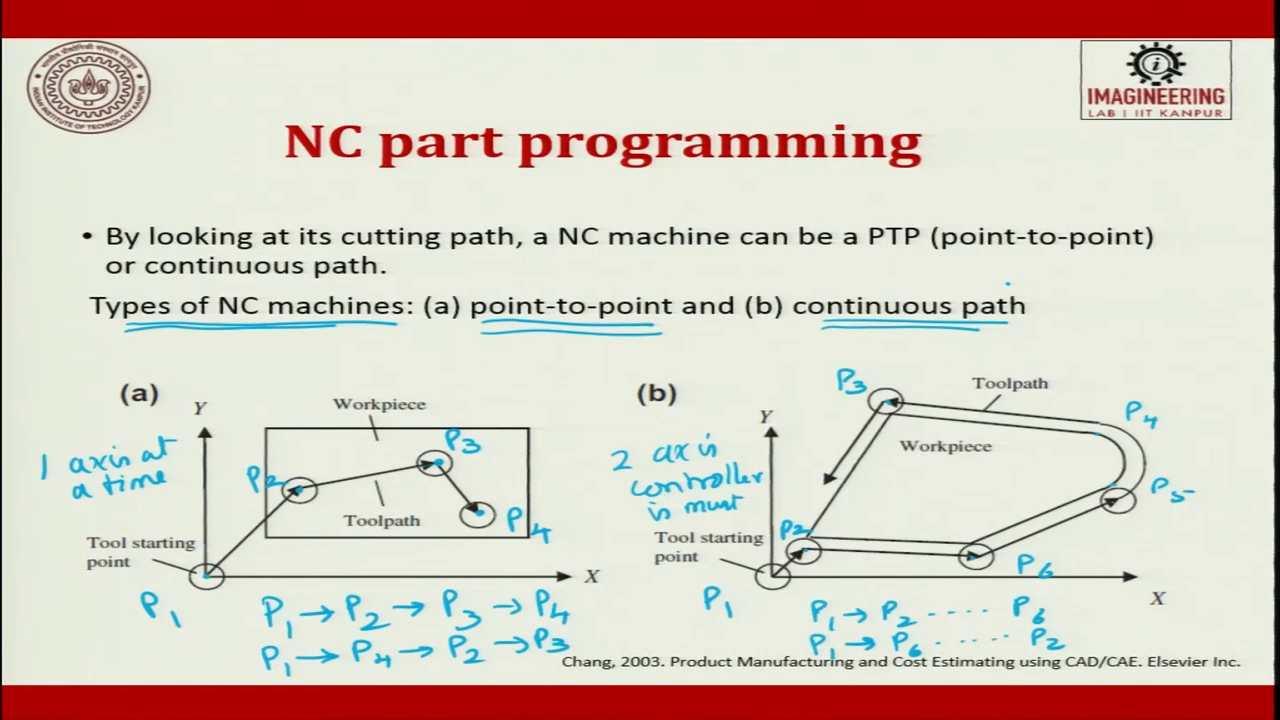 IMAGINEERING
LAB | IIT KANPUR
NC part programming
• By looking at its cutting path, a NC machine can be a PTP (point-to-point)
or continuous path.
Types of NC machines: (a) point-to-point and (b) continuous path
(a)
Y
Workpiece
1 axis at
a time
P2
P3
Toolpath
P4
Tool starting
point
X
P1
P1 → P2 → P3 → P4
P1 → P4 → P2 → P3
(b)
Y
P3
Toolpath
P4
Workpiece
2 axis
controller
is must
P5
P2
Tool starting
point
P6
X
P1
P1 → P2 ..... P6
P1 → P6 ...... P2
Chang, 2003. Product Manufacturing and Cost Estimating using CAD/CAE. Elsevier Inc.